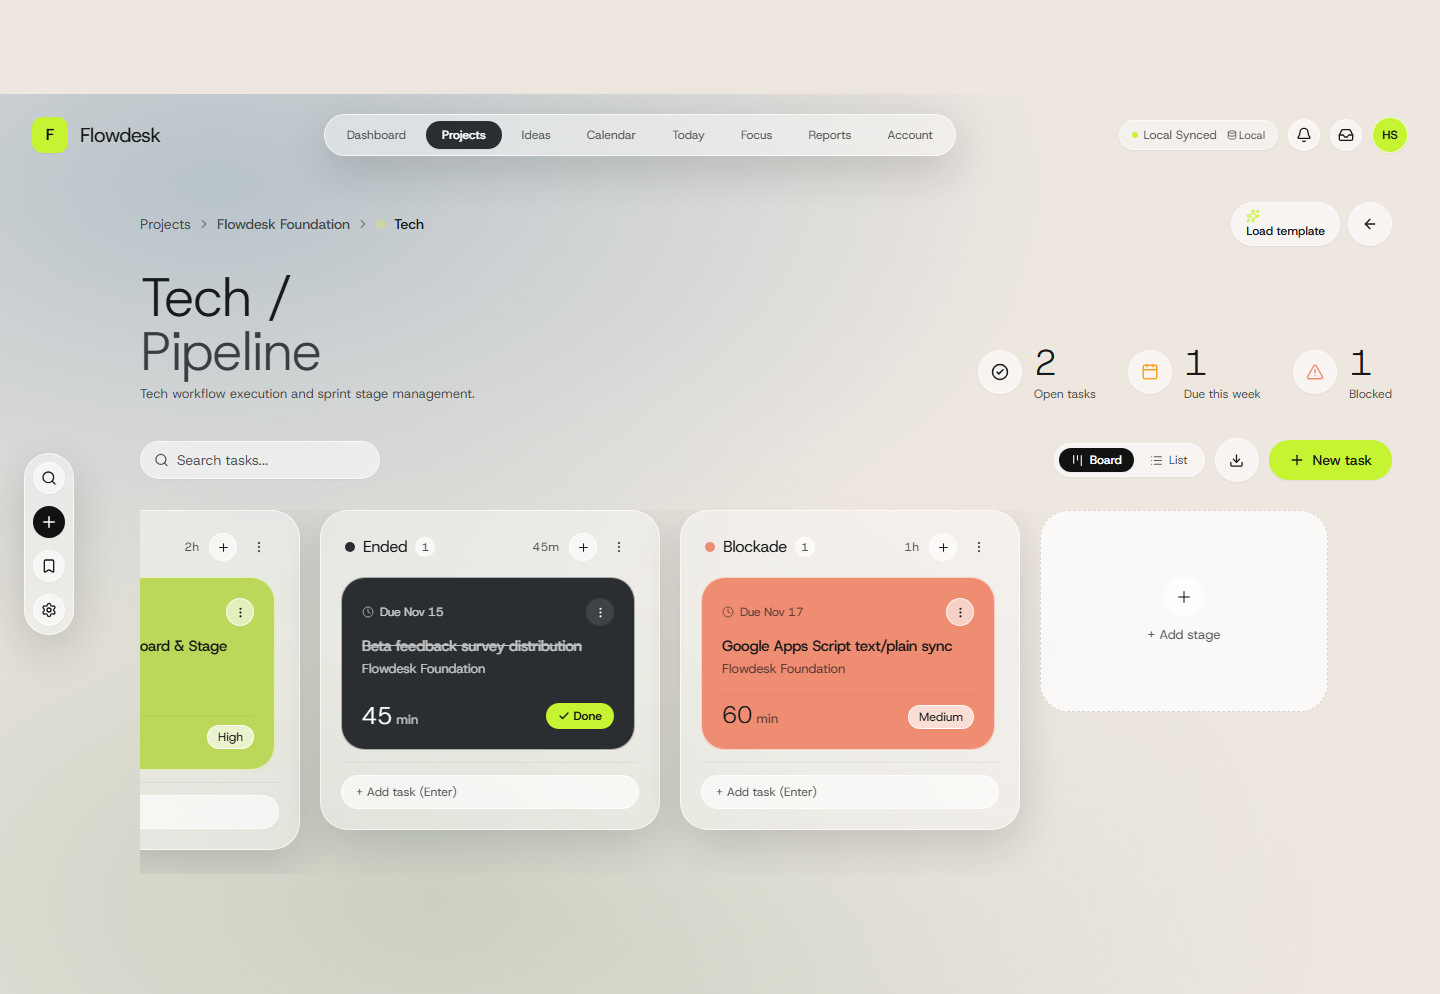 F
Flowdesk
Dashboard
Projects
Ideas
Calendar
Today
Focus
Reports
Account
Local Synced
Local
HS
Projects
Flowdesk Foundation
Tech
Load template
Tech /
Pipeline
Tech workflow execution and sprint stage management.
2
Open tasks
1
Due this week
1
Blocked
Search tasks...
Board
List
+ New task
2h
oard & Stage
High
Ended
1
45m
Due Nov 15
Beta feedback survey distribution
Flowdesk Foundation
45 min
Done
+ Add task (Enter)
Blockade
1
1h
Due Nov 17
Google Apps Script text/plain sync
Flowdesk Foundation
60 min
Medium
+ Add task (Enter)
+ Add stage